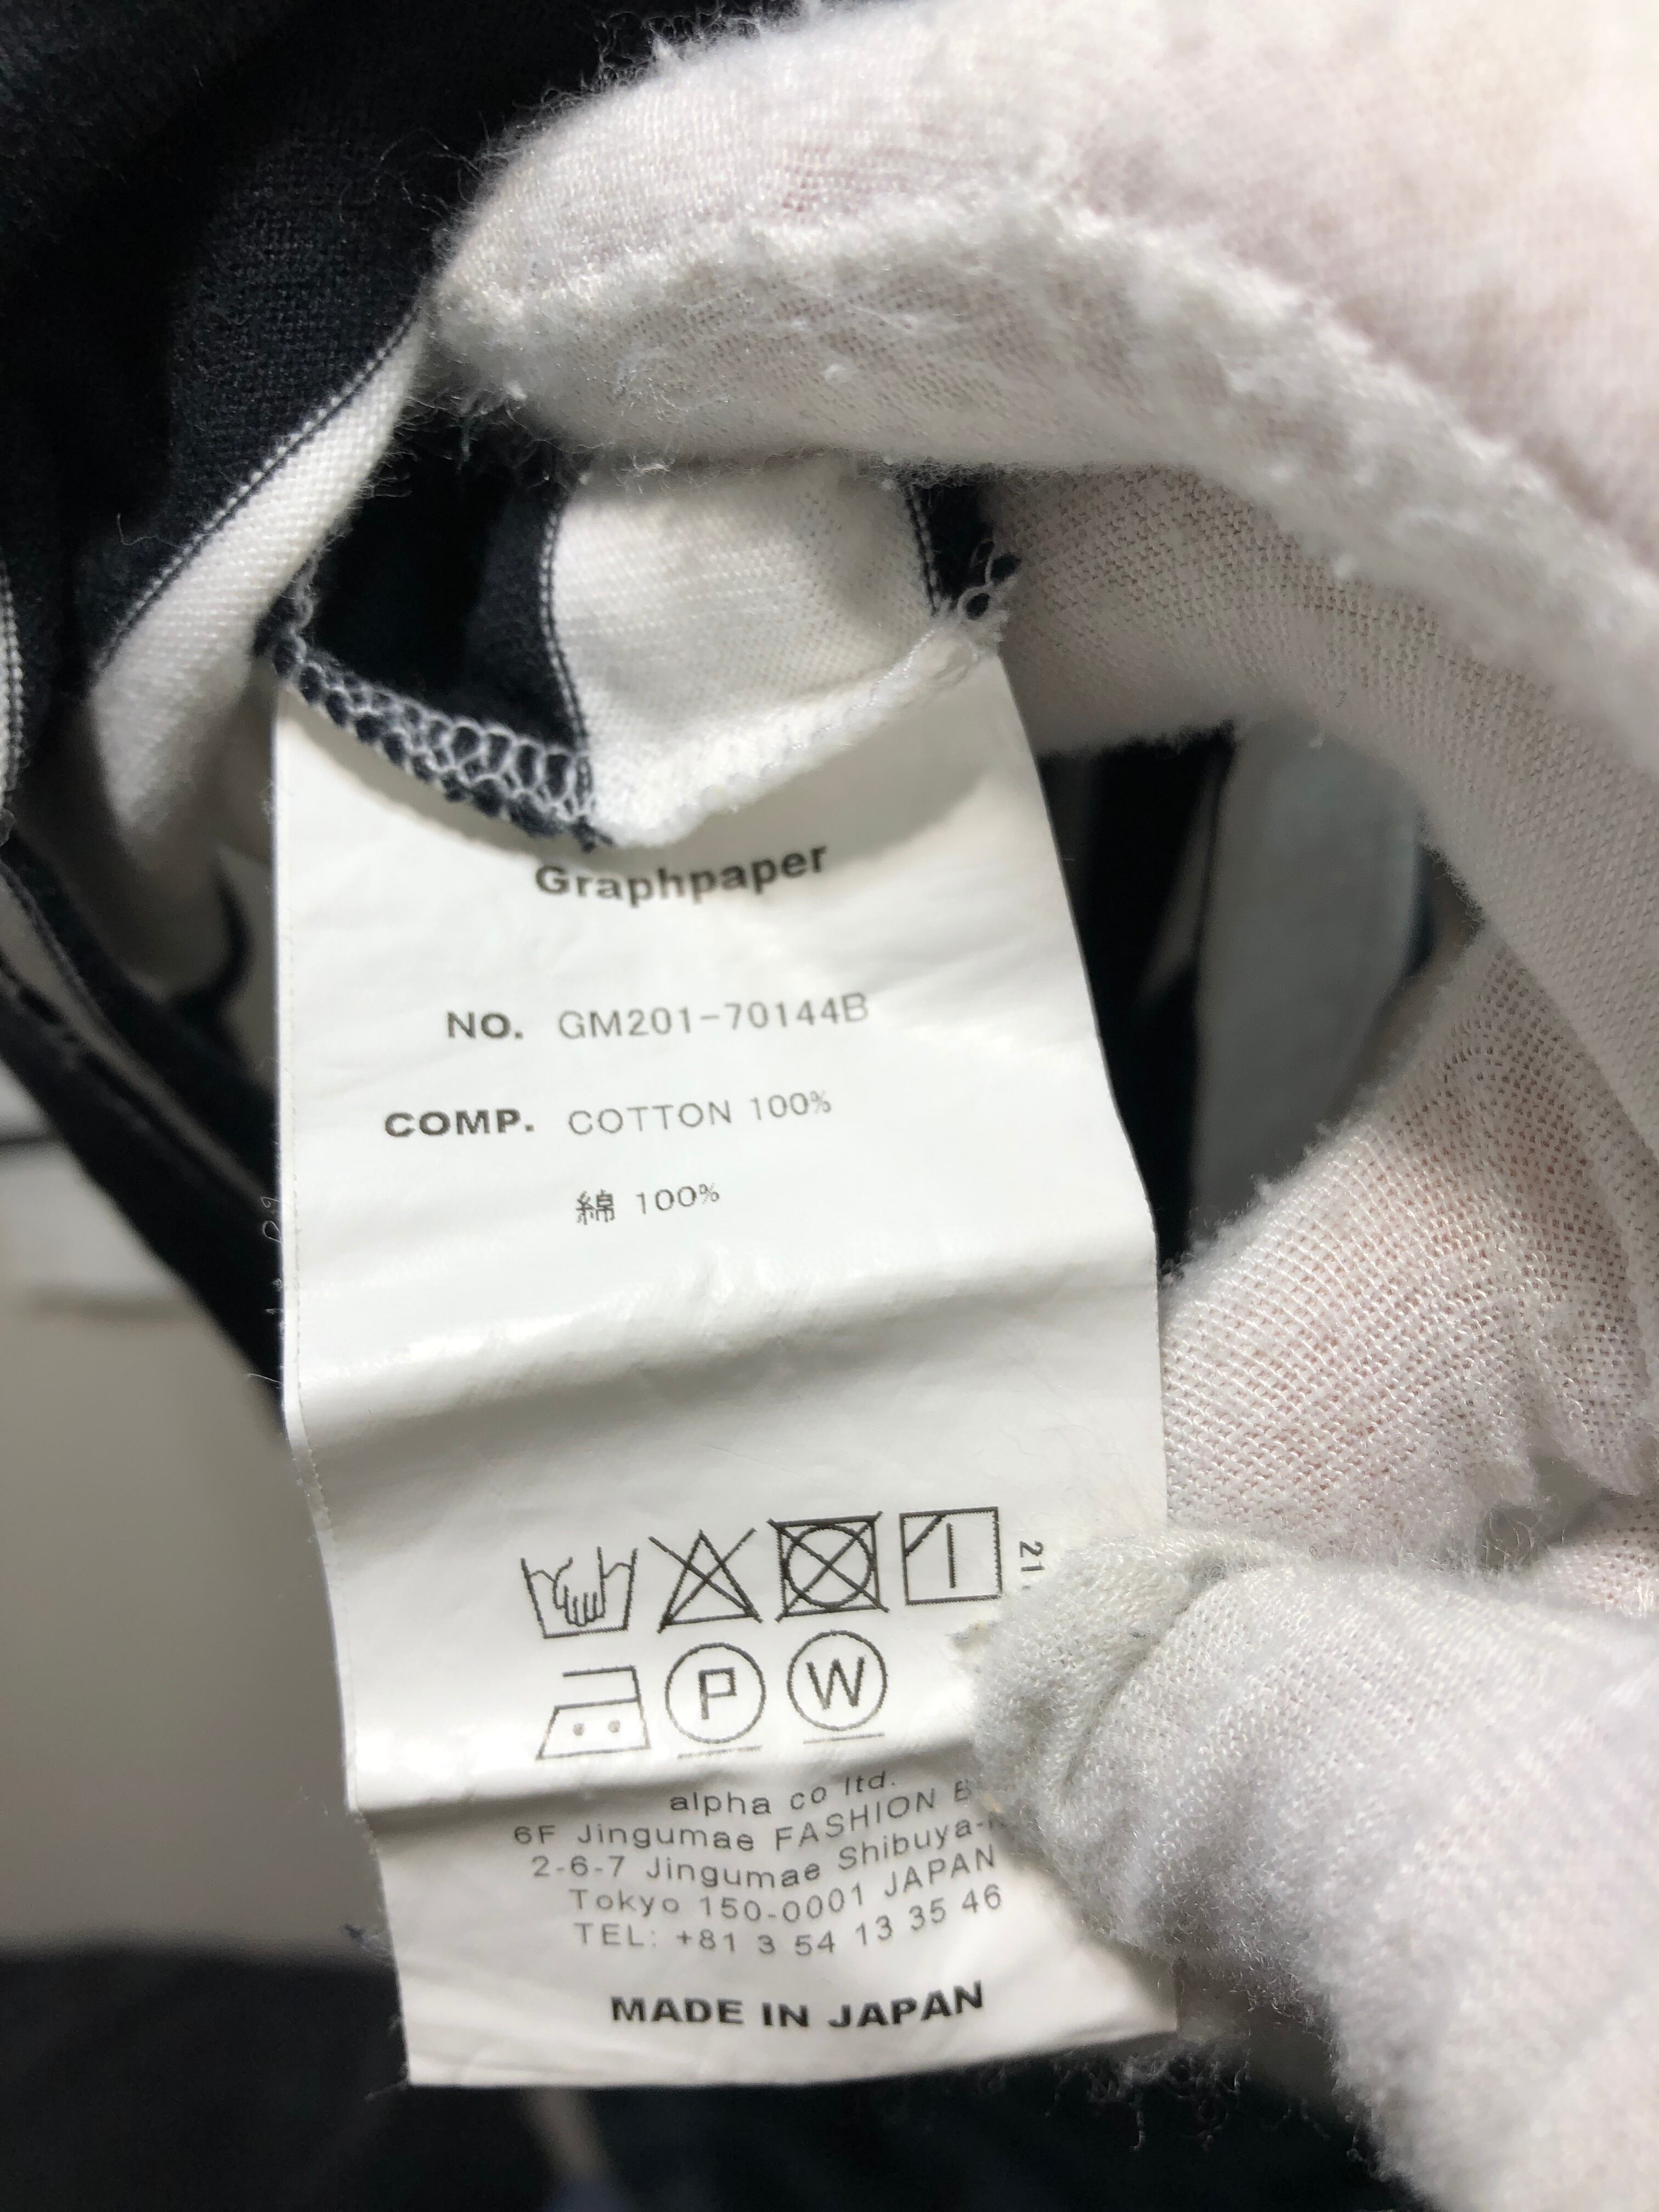 Graphpaper
NO. GM201-70144B
COMP. COTTON 100%
綿 100%
21
P W
alpha co ltd.
6F Jingumae FASHION
2-6-7 Jingumae Shibuya-
Tokyo 150-0001 JAPAN
TEL: +81 3 54 13 35 46
MADE IN JAPAN